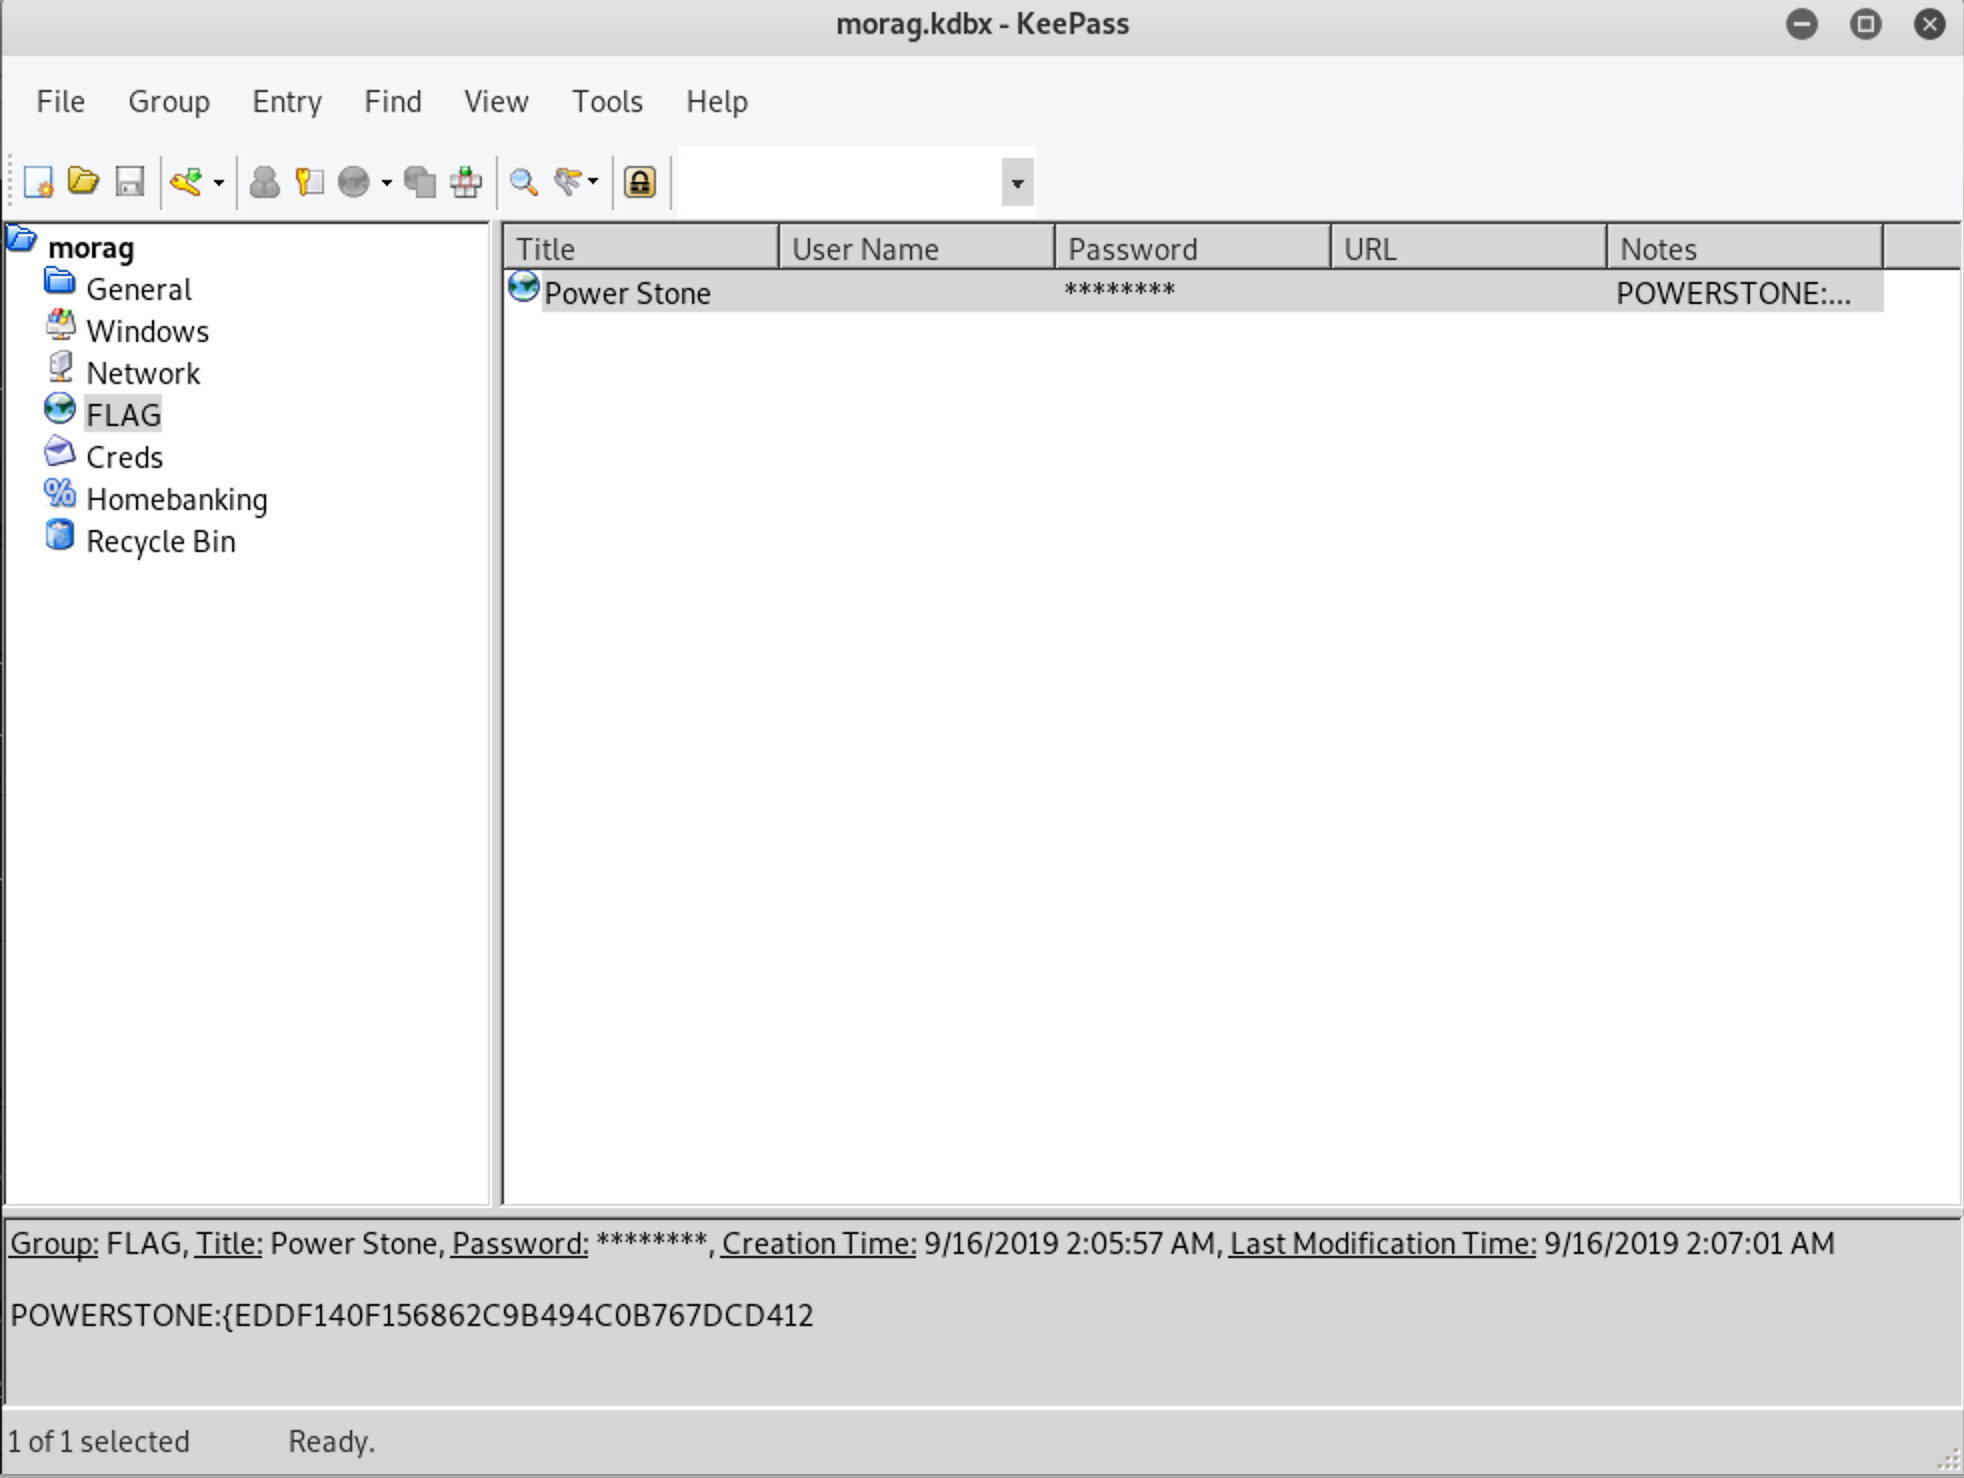 morag.kdbx - KeePass
File Group Entry Find View Tools Help
morag
General
Windows
Network
FLAG
Creds
Homebanking
Recycle Bin
Title User Name Password URL Notes
Power Stone ******** POWERSTONE:...
Group: FLAG, Title: Power Stone, Password: ********, Creation Time: 9/16/2019 2:05:57 AM, Last Modification Time: 9/16/2019 2:07:01 AM
POWERSTONE:{EDDF140F156862C9B494C0B767DCD412
1 of 1 selected Ready.